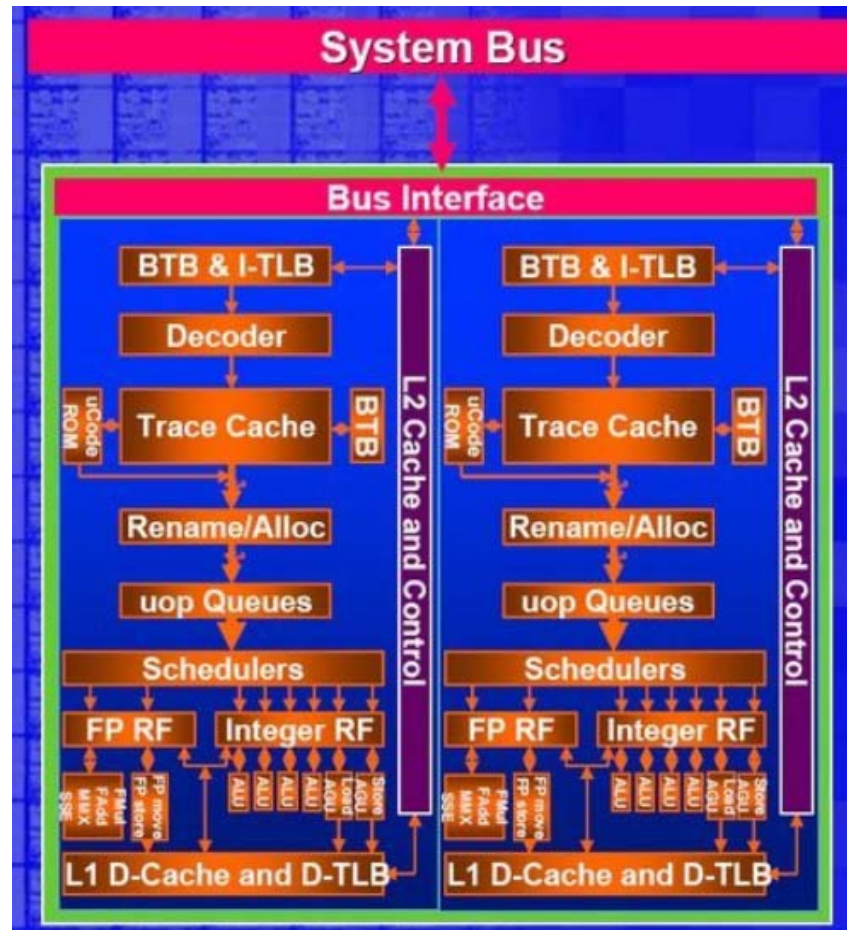 System Bus
Bus Interface
BTB & I-TLB
Decoder
uCode
ROM
Trace Cache
BTB
Rename/Alloc
uop Queues
Schedulers
FP RF
Integer RF
FMul
FAdd
MMX
SSE
FP move
FP store
ALU
ALU
ALU
ALU
Load
AGU
Store
AGU
L1 D-Cache and D-TLB
L2 Cache and Control
BTB & I-TLB
Decoder
uCode
ROM
Trace Cache
BTB
Rename/Alloc
uop Queues
Schedulers
FP RF
Integer RF
FMul
FAdd
MMX
SSE
FP move
FP store
ALU
ALU
ALU
ALU
Load
AGU
Store
AGU
L1 D-Cache and D-TLB
L2 Cache and Control